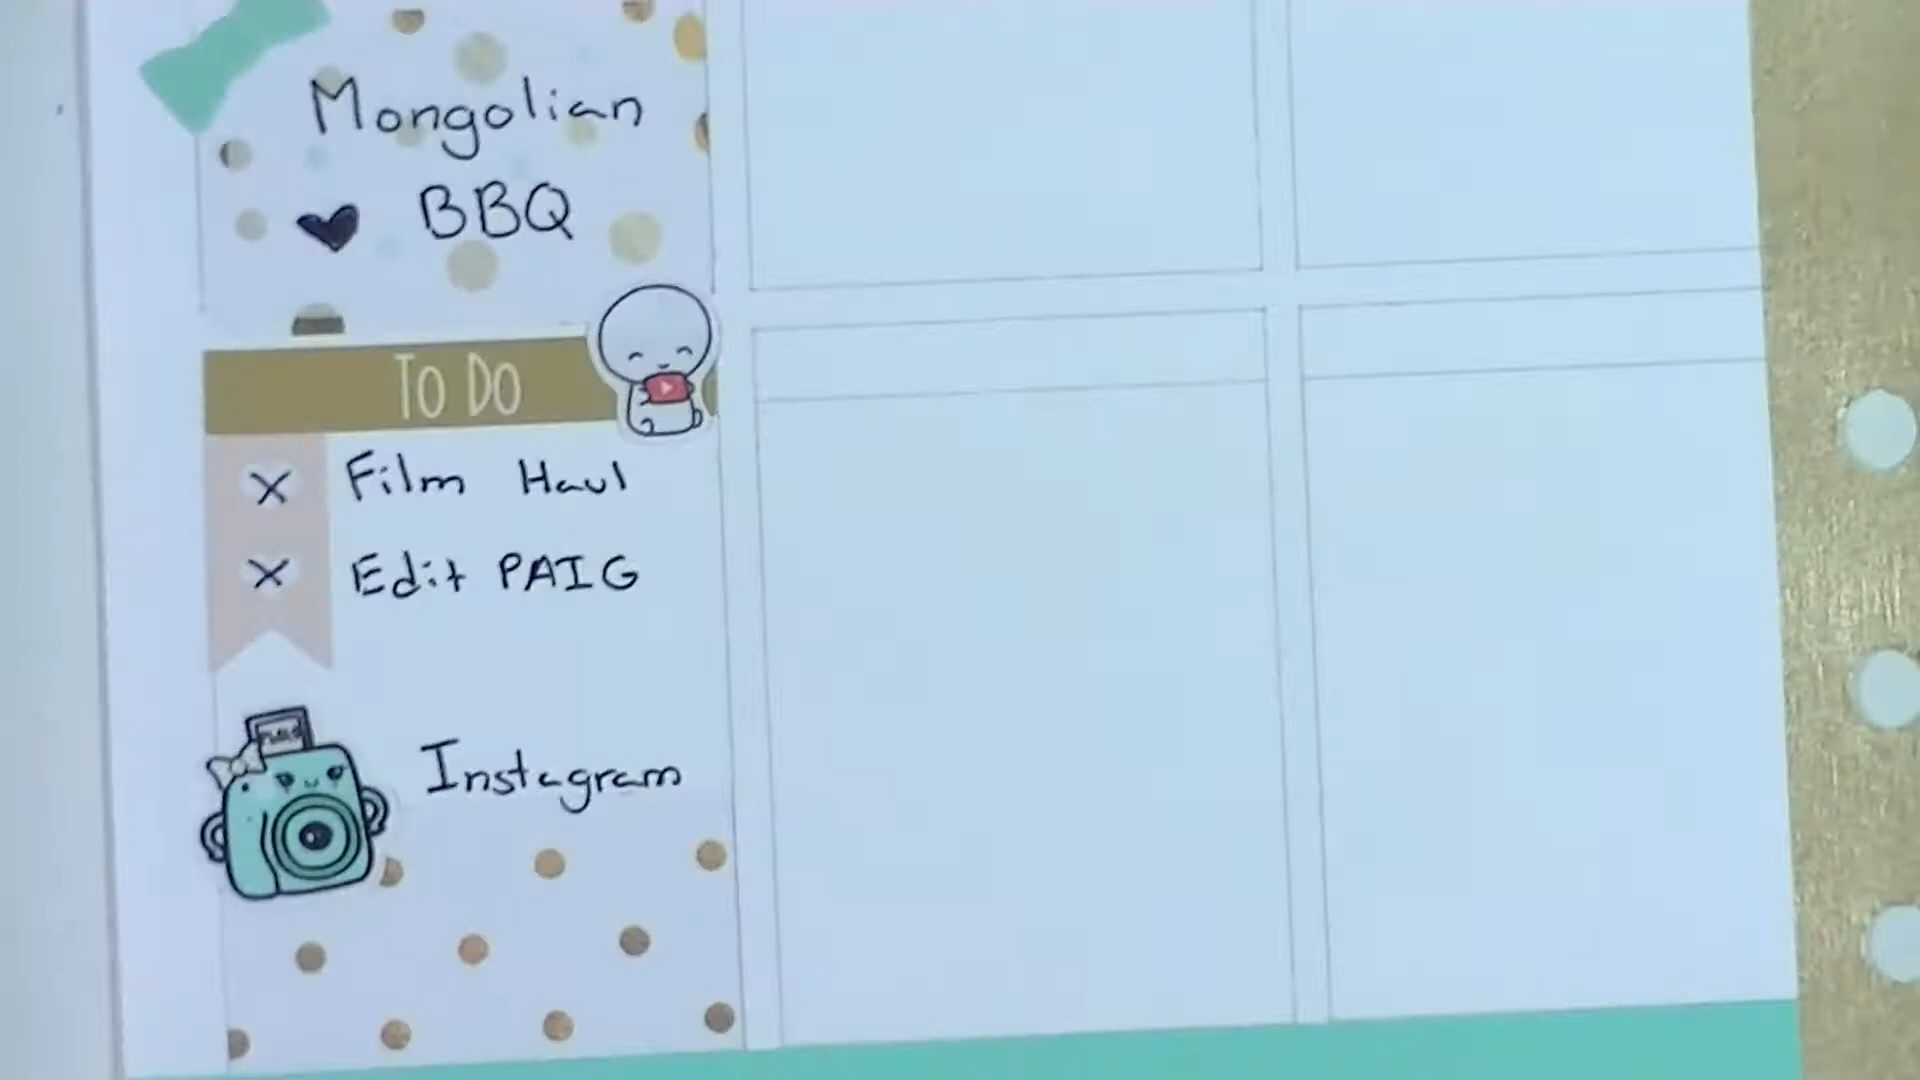 Mongolian
BBQ
TO DO
X Film Haul
X Edit PAIG
Instagram